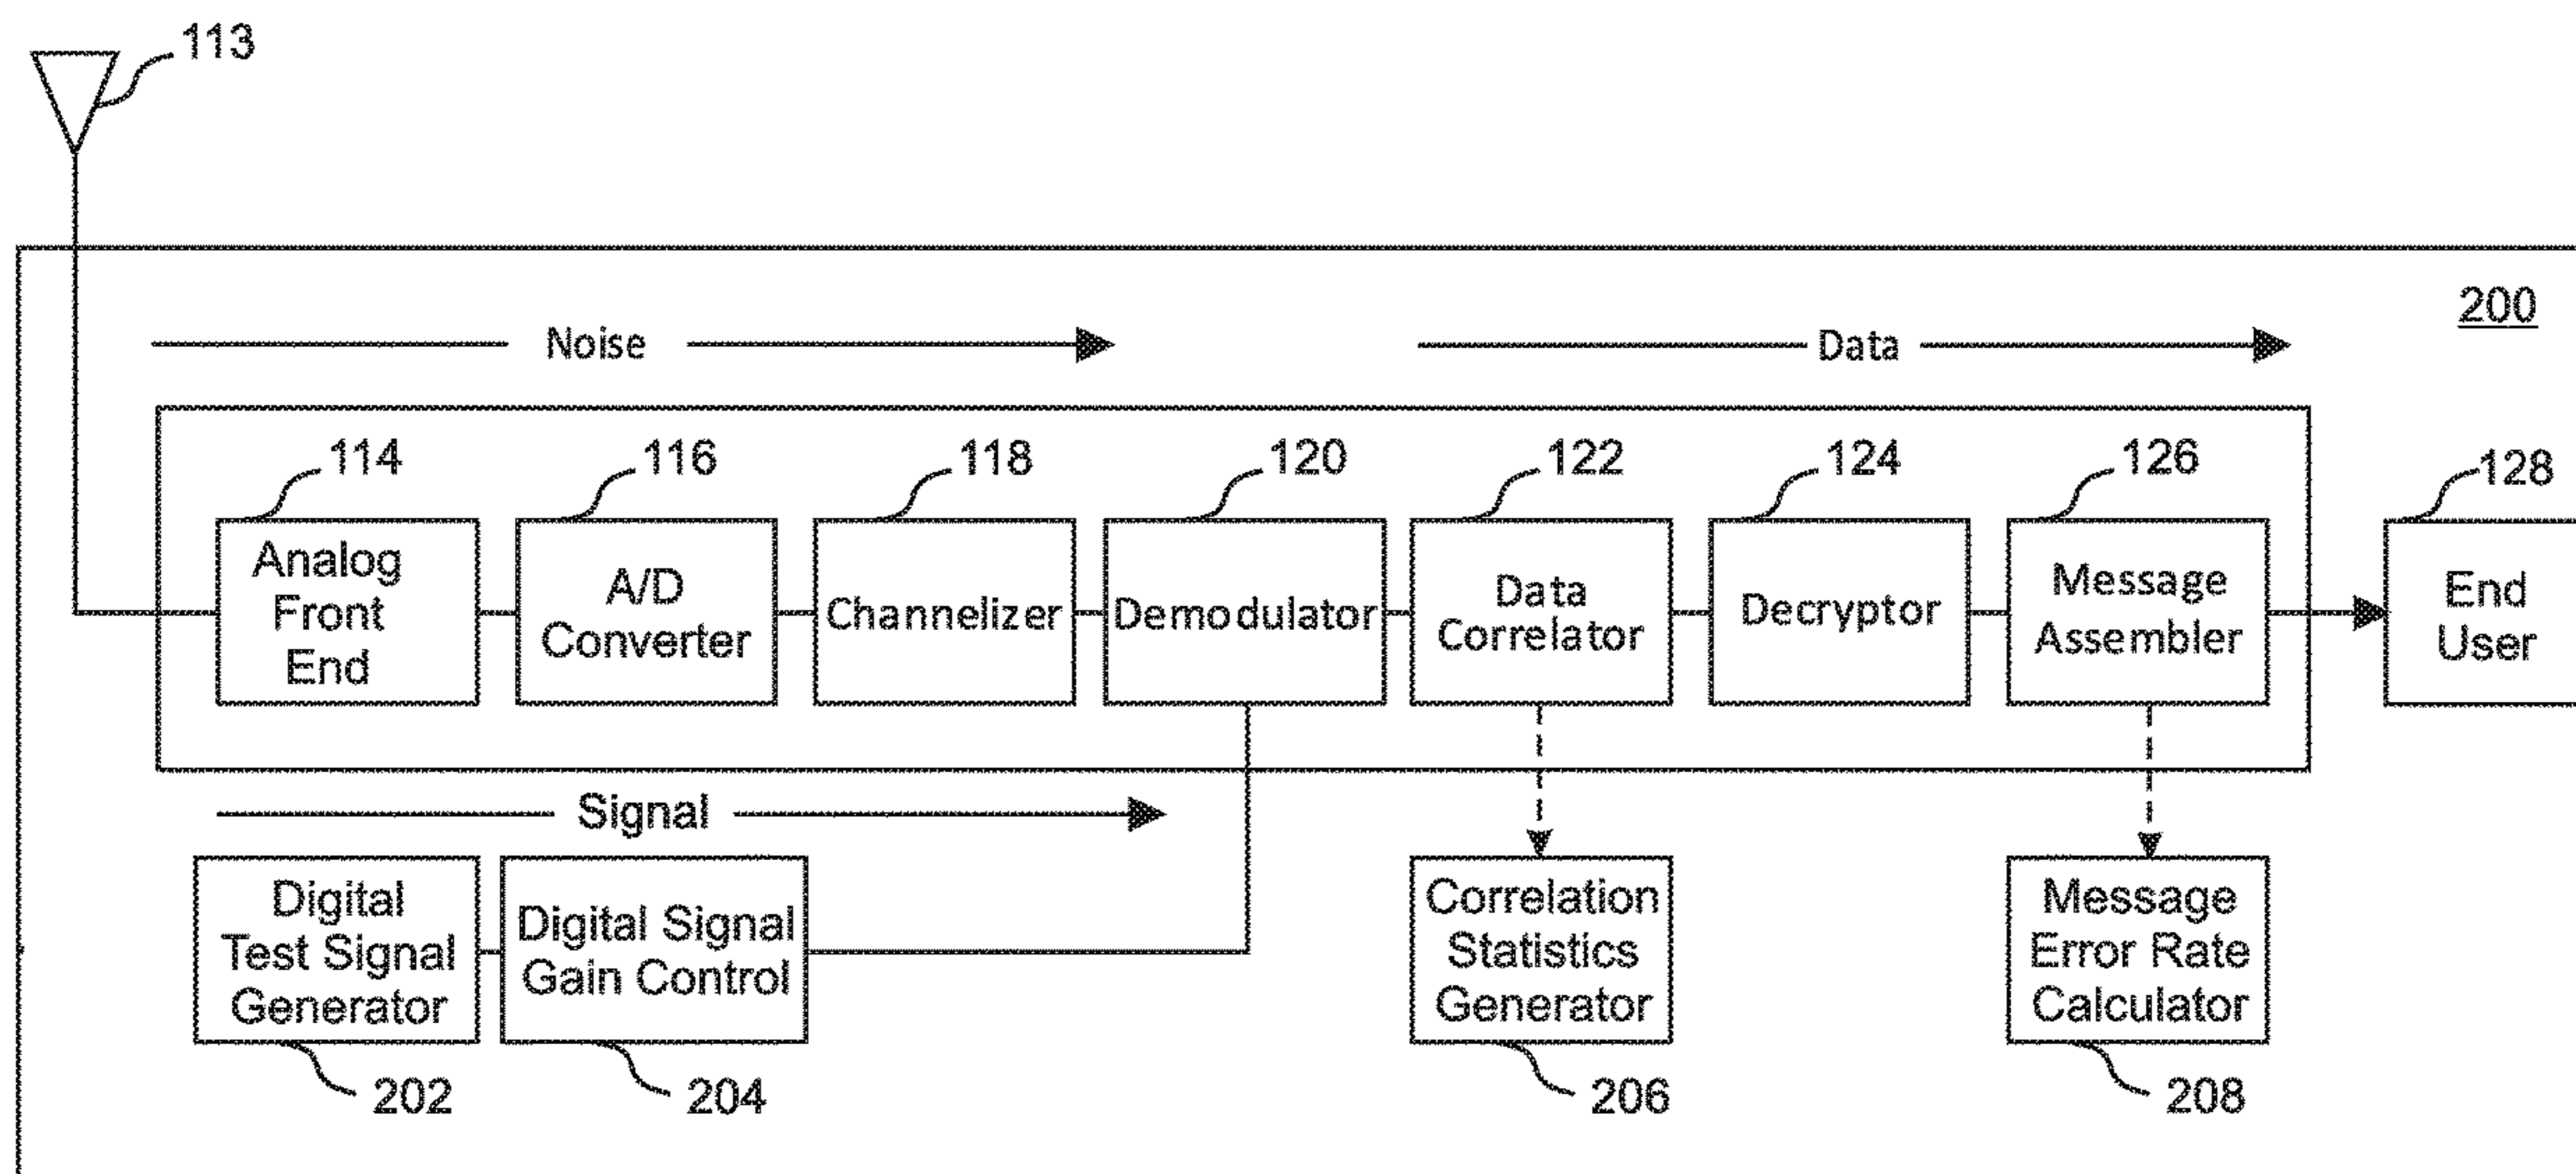 113
200
Noise
Data
114
116
118
120
122
124
126
128
Analog
Front
End
A/D
Converter
Channelizer
Demodulator
Data
Correlator
Decryptor
Message
Assembler
End
User
Signal
Digital
Test Signal
Generator
Digital Signal
Gain Control
Correlation
Statistics
Generator
Message
Error Rate
Calculator
202
204
206
208